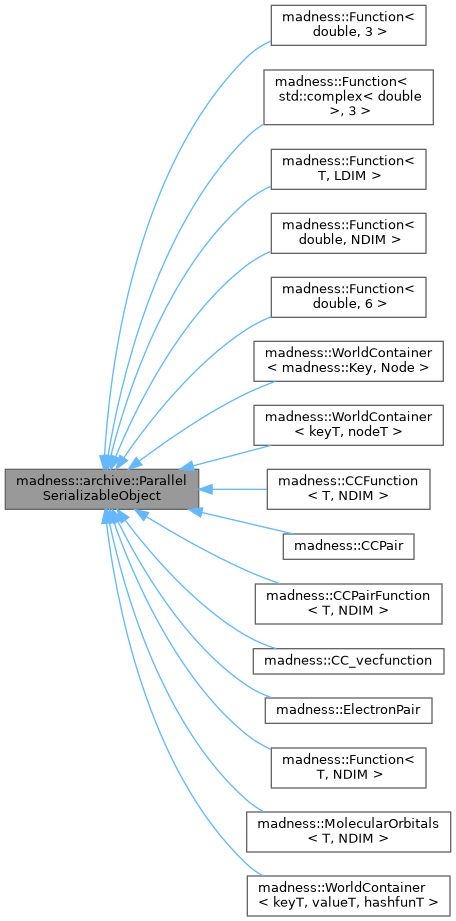 madness::Function<
double, 3 >
madness::Function<
std::complex< double
>, 3 >
madness::Function<
T, LDIM >
madness::Function<
double, NDIM >
madness::Function<
double, 6 >
madness::WorldContainer
< madness::Key, Node >
madness::WorldContainer
< keyT, nodeT >
madness::archive::Parallel
SerializableObject
madness::CCFunction
< T, NDIM >
madness::CCPair
madness::CCPairFunction
< T, NDIM >
madness::CC_vecfunction
madness::ElectronPair
madness::Function<
T, NDIM >
madness::MolecularOrbitals
< T, NDIM >
madness::WorldContainer
< keyT, valueT, hashfunT >